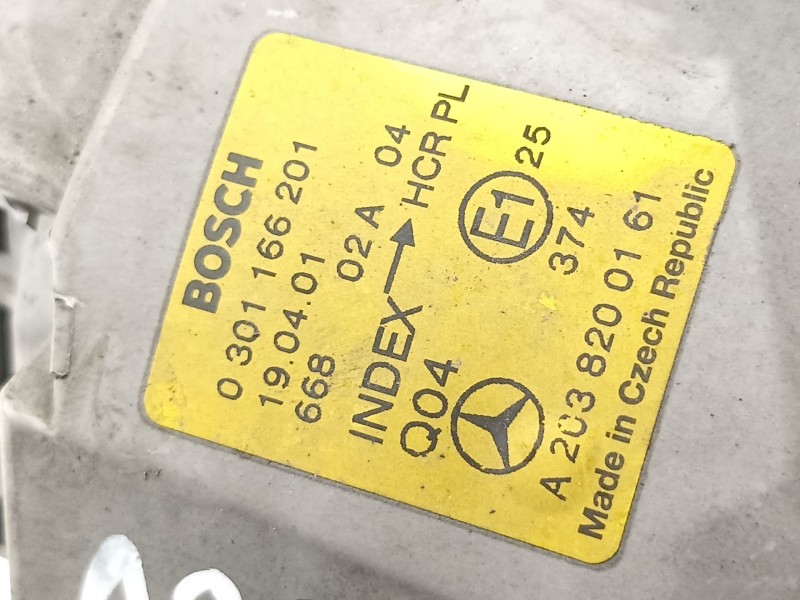 BOSCH
0 301 166 201
19.04.01
668 02A 04
INDEX → HCR PL
Q04 E1 25
374
A 203 820 01 61
Made in Czech Republic